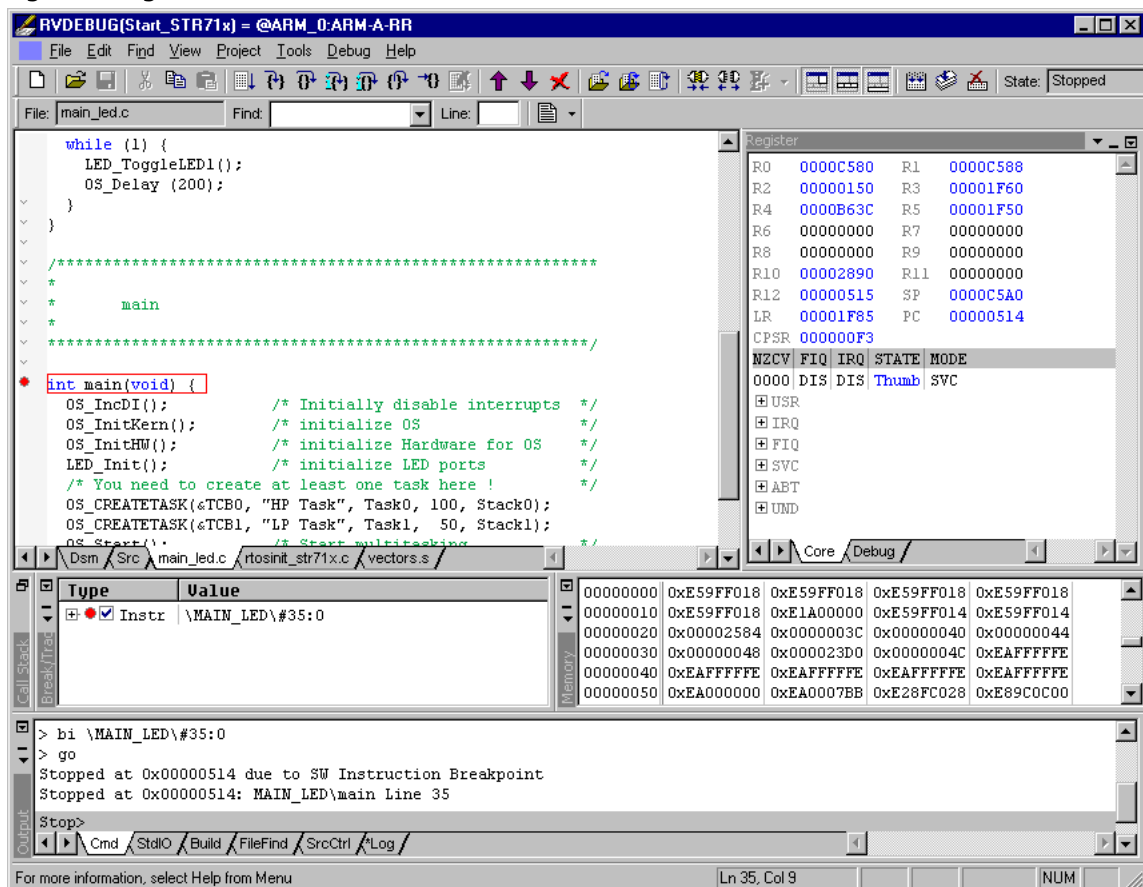 RVDEBUG(Start_STR71x) = @ARM_0:ARM-A-RR
File Edit Find View Project Tools Debug Help
State: Stopped
File: main_led.c Find: Line:
while (1) {
LED_ToggleLED1();
OS_Delay (200);
}
}
/**********************************************************
*
* main
*
**********************************************************/
int main(void) {
OS_IncDI(); /* Initially disable interrupts */
OS_InitKern(); /* initialize OS */
OS_InitHW(); /* initialize Hardware for OS */
LED_Init(); /* initialize LED ports */
/* You need to create at least one task here ! */
OS_CREATETASK(&TCB0, "HP Task", Task0, 100, Stack0);
OS_CREATETASK(&TCB1, "LP Task", Task1, 50, Stack1);
OS_Start(); /* Start multitasking */
Dsm Src main_led.c rtosinit_str71x.c vectors.s
Register
R0 0000C580 R1 0000C588
R2 00000150 R3 00001F60
R4 0000B63C R5 00001F50
R6 00000000 R7 00000000
R8 00000000 R9 00000000
R10 00002890 R11 00000000
R12 00000515 SP 0000C5A0
LR 00001F85 PC 00000514
CPSR 000000F3
NZCV FIQ IRQ STATE MODE
0000 DIS DIS Thumb SVC
USR
IRQ
FIQ
SVC
ABT
UND
Core Debug
Call Stack
Break/Trac
Type Value
Instr \MAIN_LED\#35:0
Memory
00000000 0xE59FF018 0xE59FF018 0xE59FF018 0xE59FF018
00000010 0xE59FF018 0xE1A00000 0xE59FF014 0xE59FF014
00000020 0x00002584 0x0000003C 0x00000040 0x00000044
00000030 0x00000048 0x000023D0 0x0000004C 0xEAFFFFFE
00000040 0xEAFFFFFE 0xEAFFFFFE 0xEAFFFFFE 0xEAFFFFFE
00000050 0xEA000000 0xEA0007BB 0xE28FC028 0xE89C0C00
Output
> bi \MAIN_LED\#35:0
> go
Stopped at 0x00000514 due to SW Instruction Breakpoint
Stopped at 0x00000514: MAIN_LED\main Line 35
Stop>
Cmd StdIO Build FileFind SrcCtrl *Log
For more information, select Help from Menu
Ln 35, Col 9
NUM